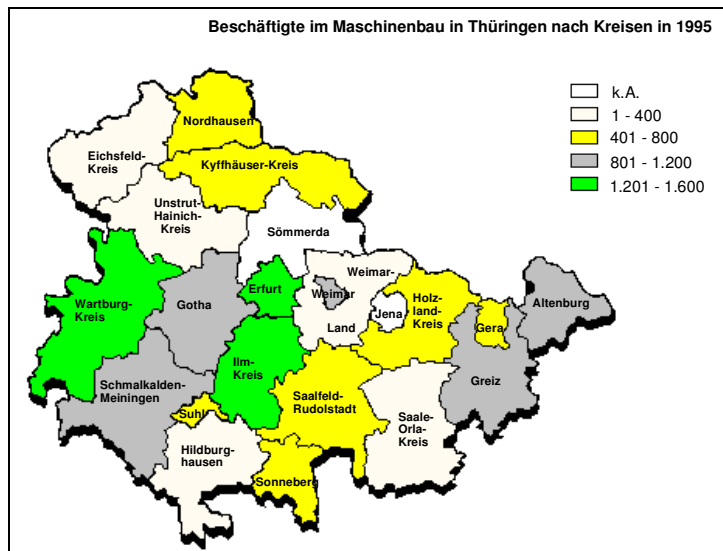 Beschäftigte im Maschinenbau in Thüringen nach Kreisen in 1995
k.A.
1 - 400
401 - 800
801 - 1.200
1.201 - 1.600
Nordhausen
Eichsfeld-
Kreis
Kyffhäuser-Kreis
Unstrut-
Hainich-
Kreis
Sömmerda
Weimar-
Land
Weimar
Erfurt
Wartburg-
Kreis
Gotha
Jena
Holz-
land-
Kreis
Gera
Altenburg
Ilm-
Kreis
Greiz
Schmalkalden-
Meiningen
Suhl
Saalfeld-
Rudolstadt
Saale-
Orla-
Kreis
Hildburg-
hausen
Sonneberg